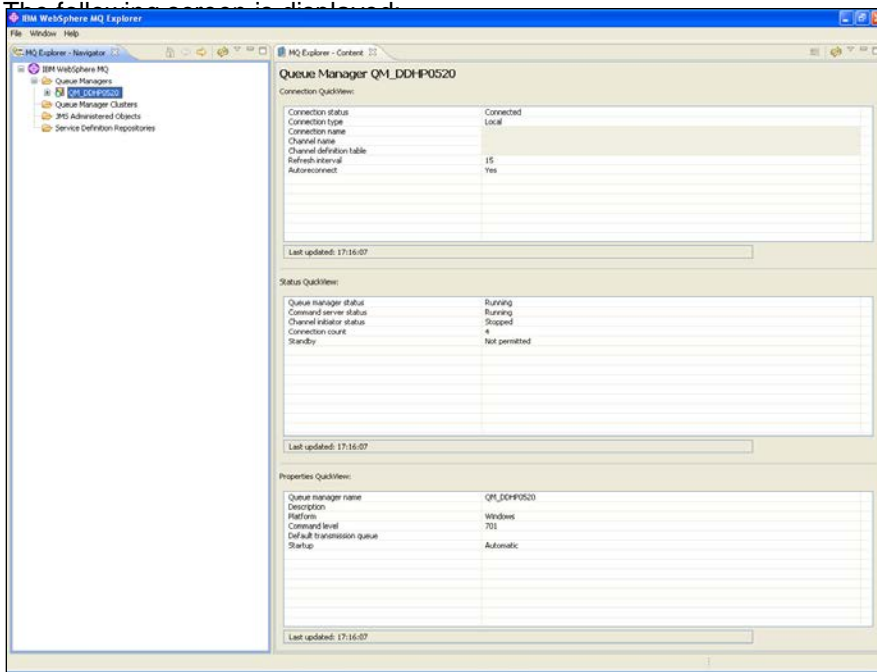 The following screen is displayed:
IBM WebSphere MQ Explorer
File Window Help
MQ Explorer - Navigator
IBM WebSphere MQ
Queue Managers
QM_DDHP0520
Queue Manager Clusters
JMS Administered Objects
Service Definition Repositories
MQ Explorer - Content
Queue Manager QM_DDHP0520
Connection QuickView:
Connection status Connected
Connection type Local
Connection name
Channel name
Channel definition table
Refresh interval 15
Autoreconnect Yes
Last updated: 17:16:07
Status QuickView:
Queue manager status Running
Command server status Running
Channel initiator status Stopped
Connection count 4
Standby Not permitted
Last updated: 17:16:07
Properties QuickView:
Queue manager name QM_DDHP0520
Description
Platform Windows
Command level 701
Default transmission queue
Startup Automatic
Last updated: 17:16:07